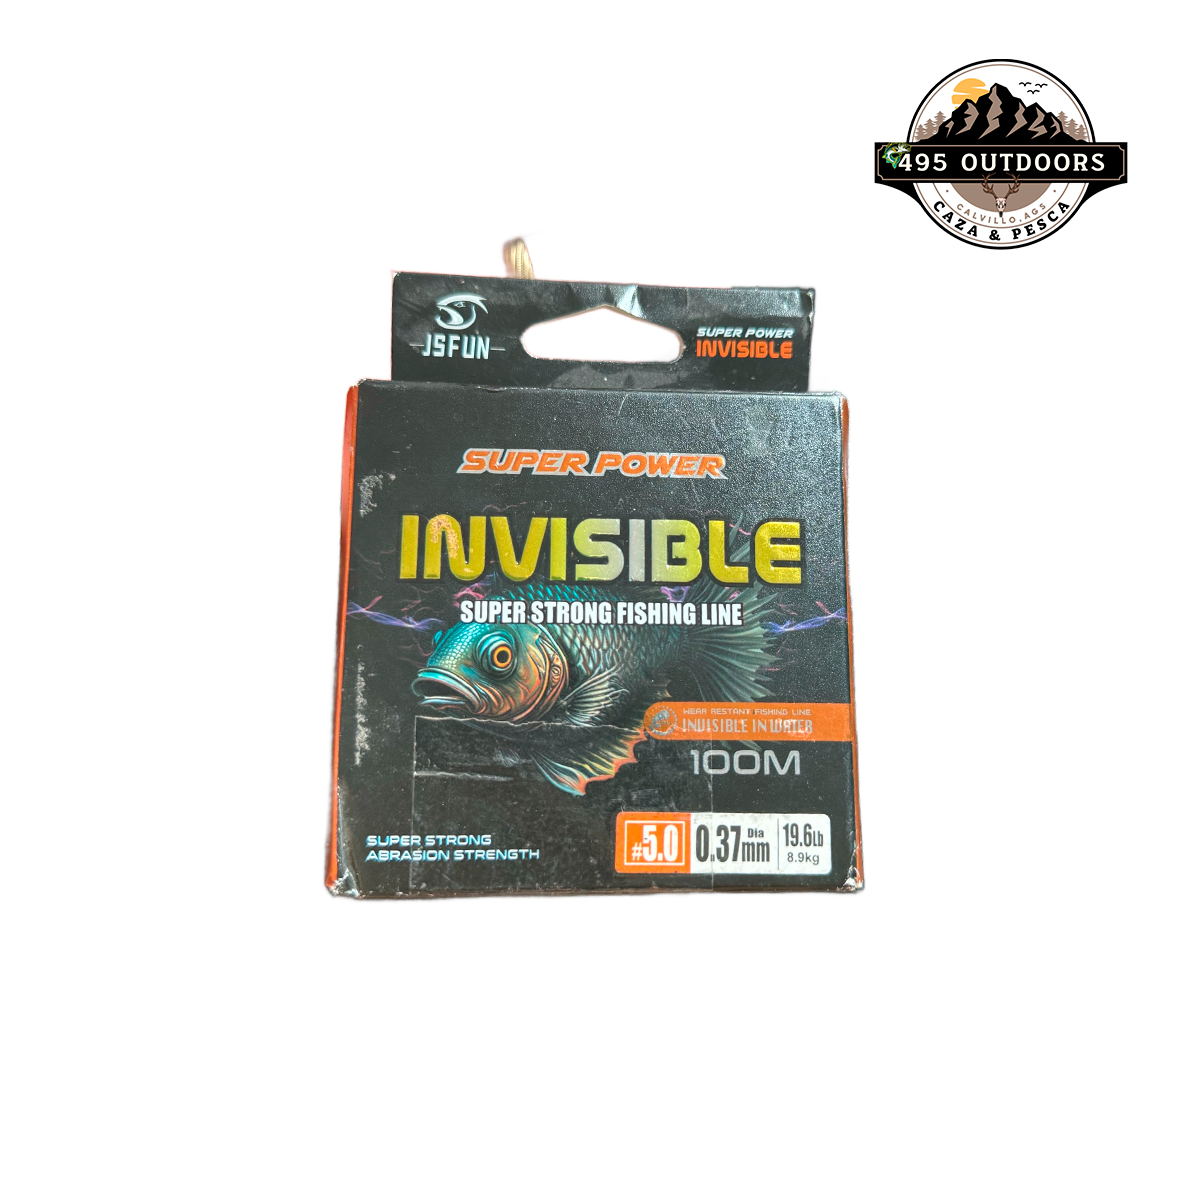 495 OUTDOORS
CALVILLO.AGS
CAZA & PESCA
JSFUN
SUPER POWER
INVISIBLE
SUPER POWER
INVISIBLE
SUPER STRONG FISHING LINE
WEAR RESTANT FISHING LINE
INVISIBLE IN WATER
100M
SUPER STRONG
ABRASION STRENGTH
#5.0
0.37mm Dia
19.6Lb
8.9kg